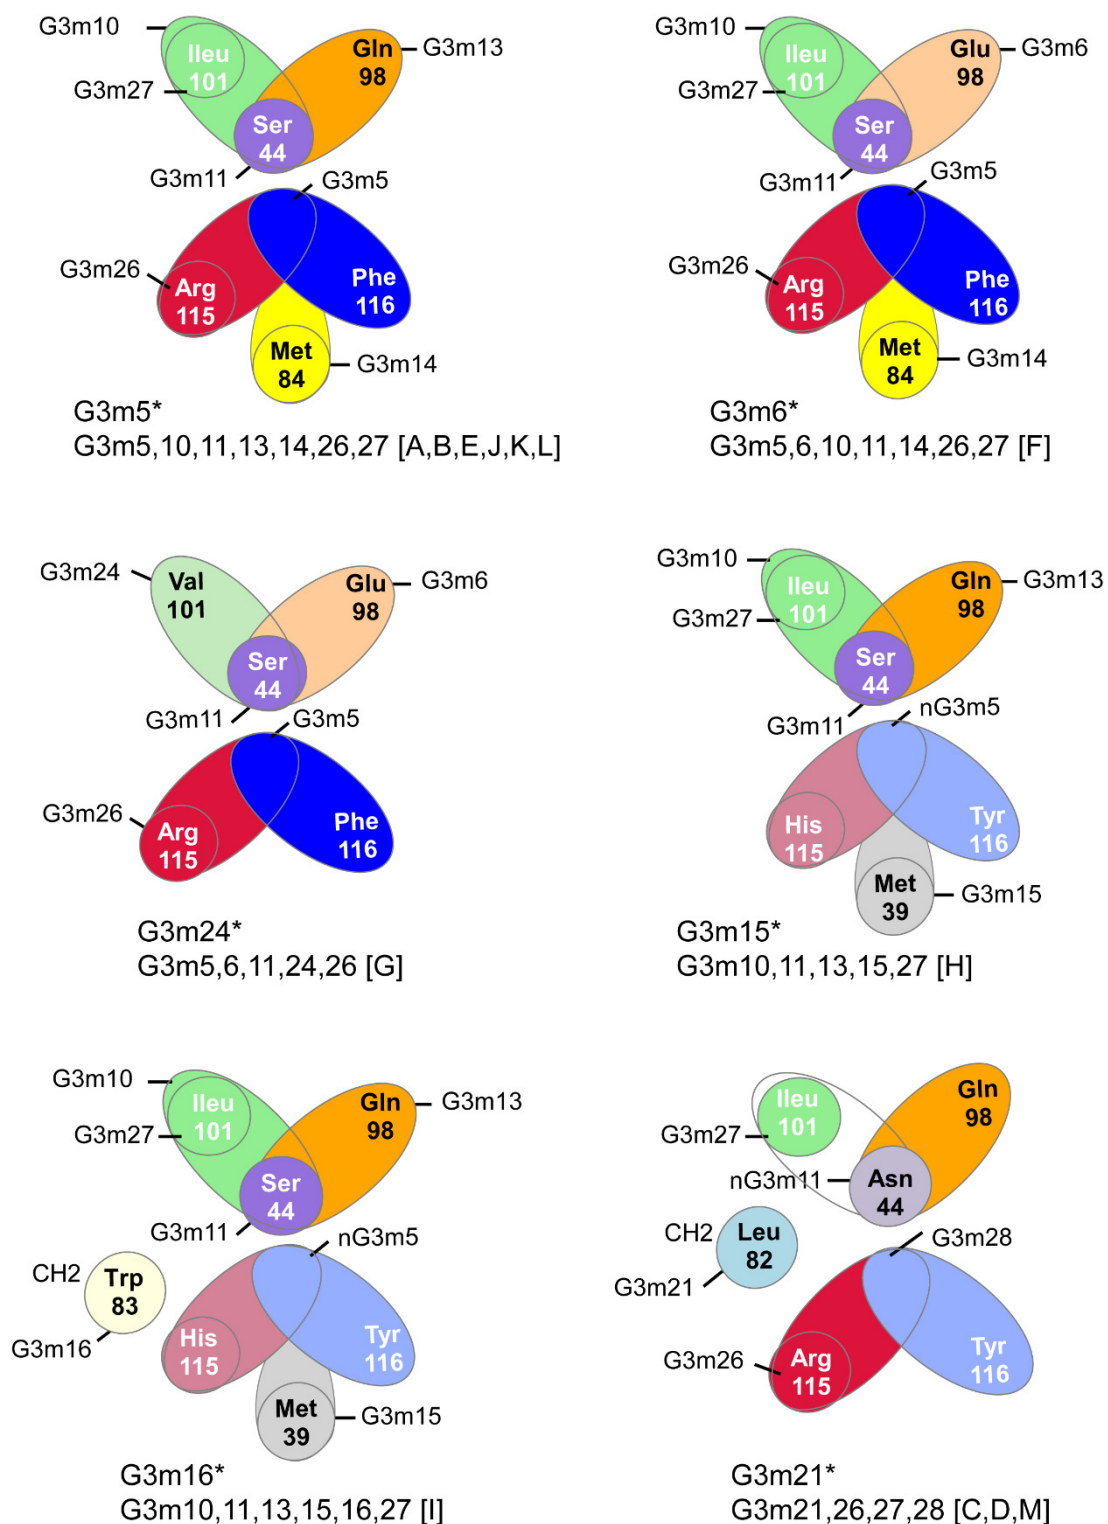 G3m10
Ileu
101
Gln
98
G3m13
G3m27
Ser
44
G3m11
G3m5
G3m26
Arg
115
Phe
116
Met
84
G3m14
G3m5*
G3m5,10,11,13,14,26,27 [A,B,E,J,K,L]
G3m10
Ileu
101
Glu
98
G3m6
G3m27
Ser
44
G3m11
G3m5
G3m26
Arg
115
Phe
116
Met
84
G3m14
G3m6*
G3m5,6,10,11,14,26,27 [F]
G3m24
Val
101
Glu
98
G3m6
Ser
44
G3m11
G3m5
G3m26
Arg
115
Phe
116
G3m24*
G3m5,6,11,24,26 [G]
G3m10
Ileu
101
Gln
98
G3m13
G3m27
Ser
44
G3m11
nG3m5
His
115
Tyr
116
Met
39
G3m15
G3m15*
G3m10,11,13,15,27 [H]
G3m10
Ileu
101
Gln
98
G3m13
G3m27
Ser
44
G3m11
nG3m5
CH2
Trp
83
G3m16
His
115
Tyr
116
Met
39
G3m15
G3m16*
G3m10,11,13,15,16,27 [I]
Ileu
101
Gln
98
G3m27
nG3m11
Asn
44
CH2
Leu
82
G3m21
G3m28
G3m26
Arg
115
Tyr
116
G3m21*
G3m21,26,27,28 [C,D,M]